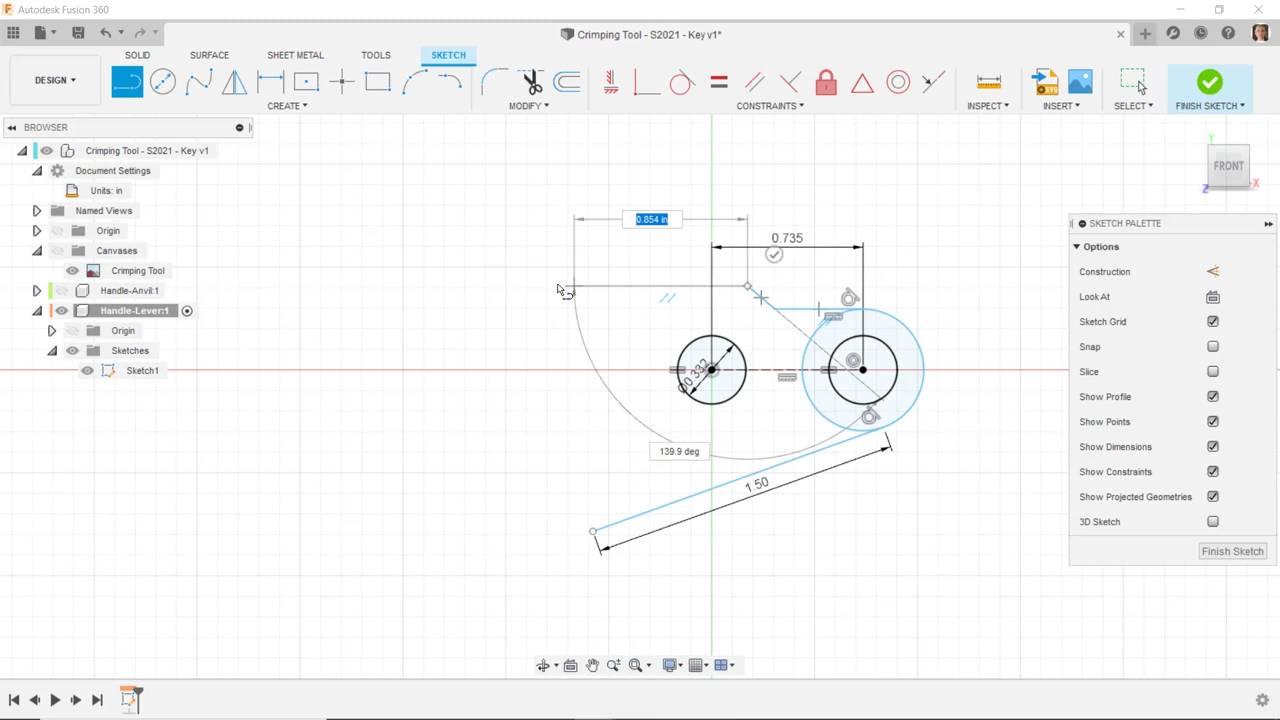 Autodesk Fusion 360
Crimping Tool - S2021 - Key v1*
DESIGN
SOLID
SURFACE
SHEET METAL
TOOLS
SKETCH
CREATE
MODIFY
CONSTRAINTS
INSPECT
INSERT
SELECT
FINISH SKETCH
BROWSER
Crimping Tool - S2021 - Key v1
Document Settings
Units: in
Named Views
Origin
Canvases
Crimping Tool
Handle-Anvil:1
Handle-Lever:1
Origin
Sketches
Sketch1
0.854 in
0.735
Ø0.332
139.9 deg
1.50
Y
FRONT
Z
X
SKETCH PALETTE
Options
Construction
Look At
Sketch Grid
Snap
Slice
Show Profile
Show Points
Show Dimensions
Show Constraints
Show Projected Geometries
3D Sketch
Finish Sketch